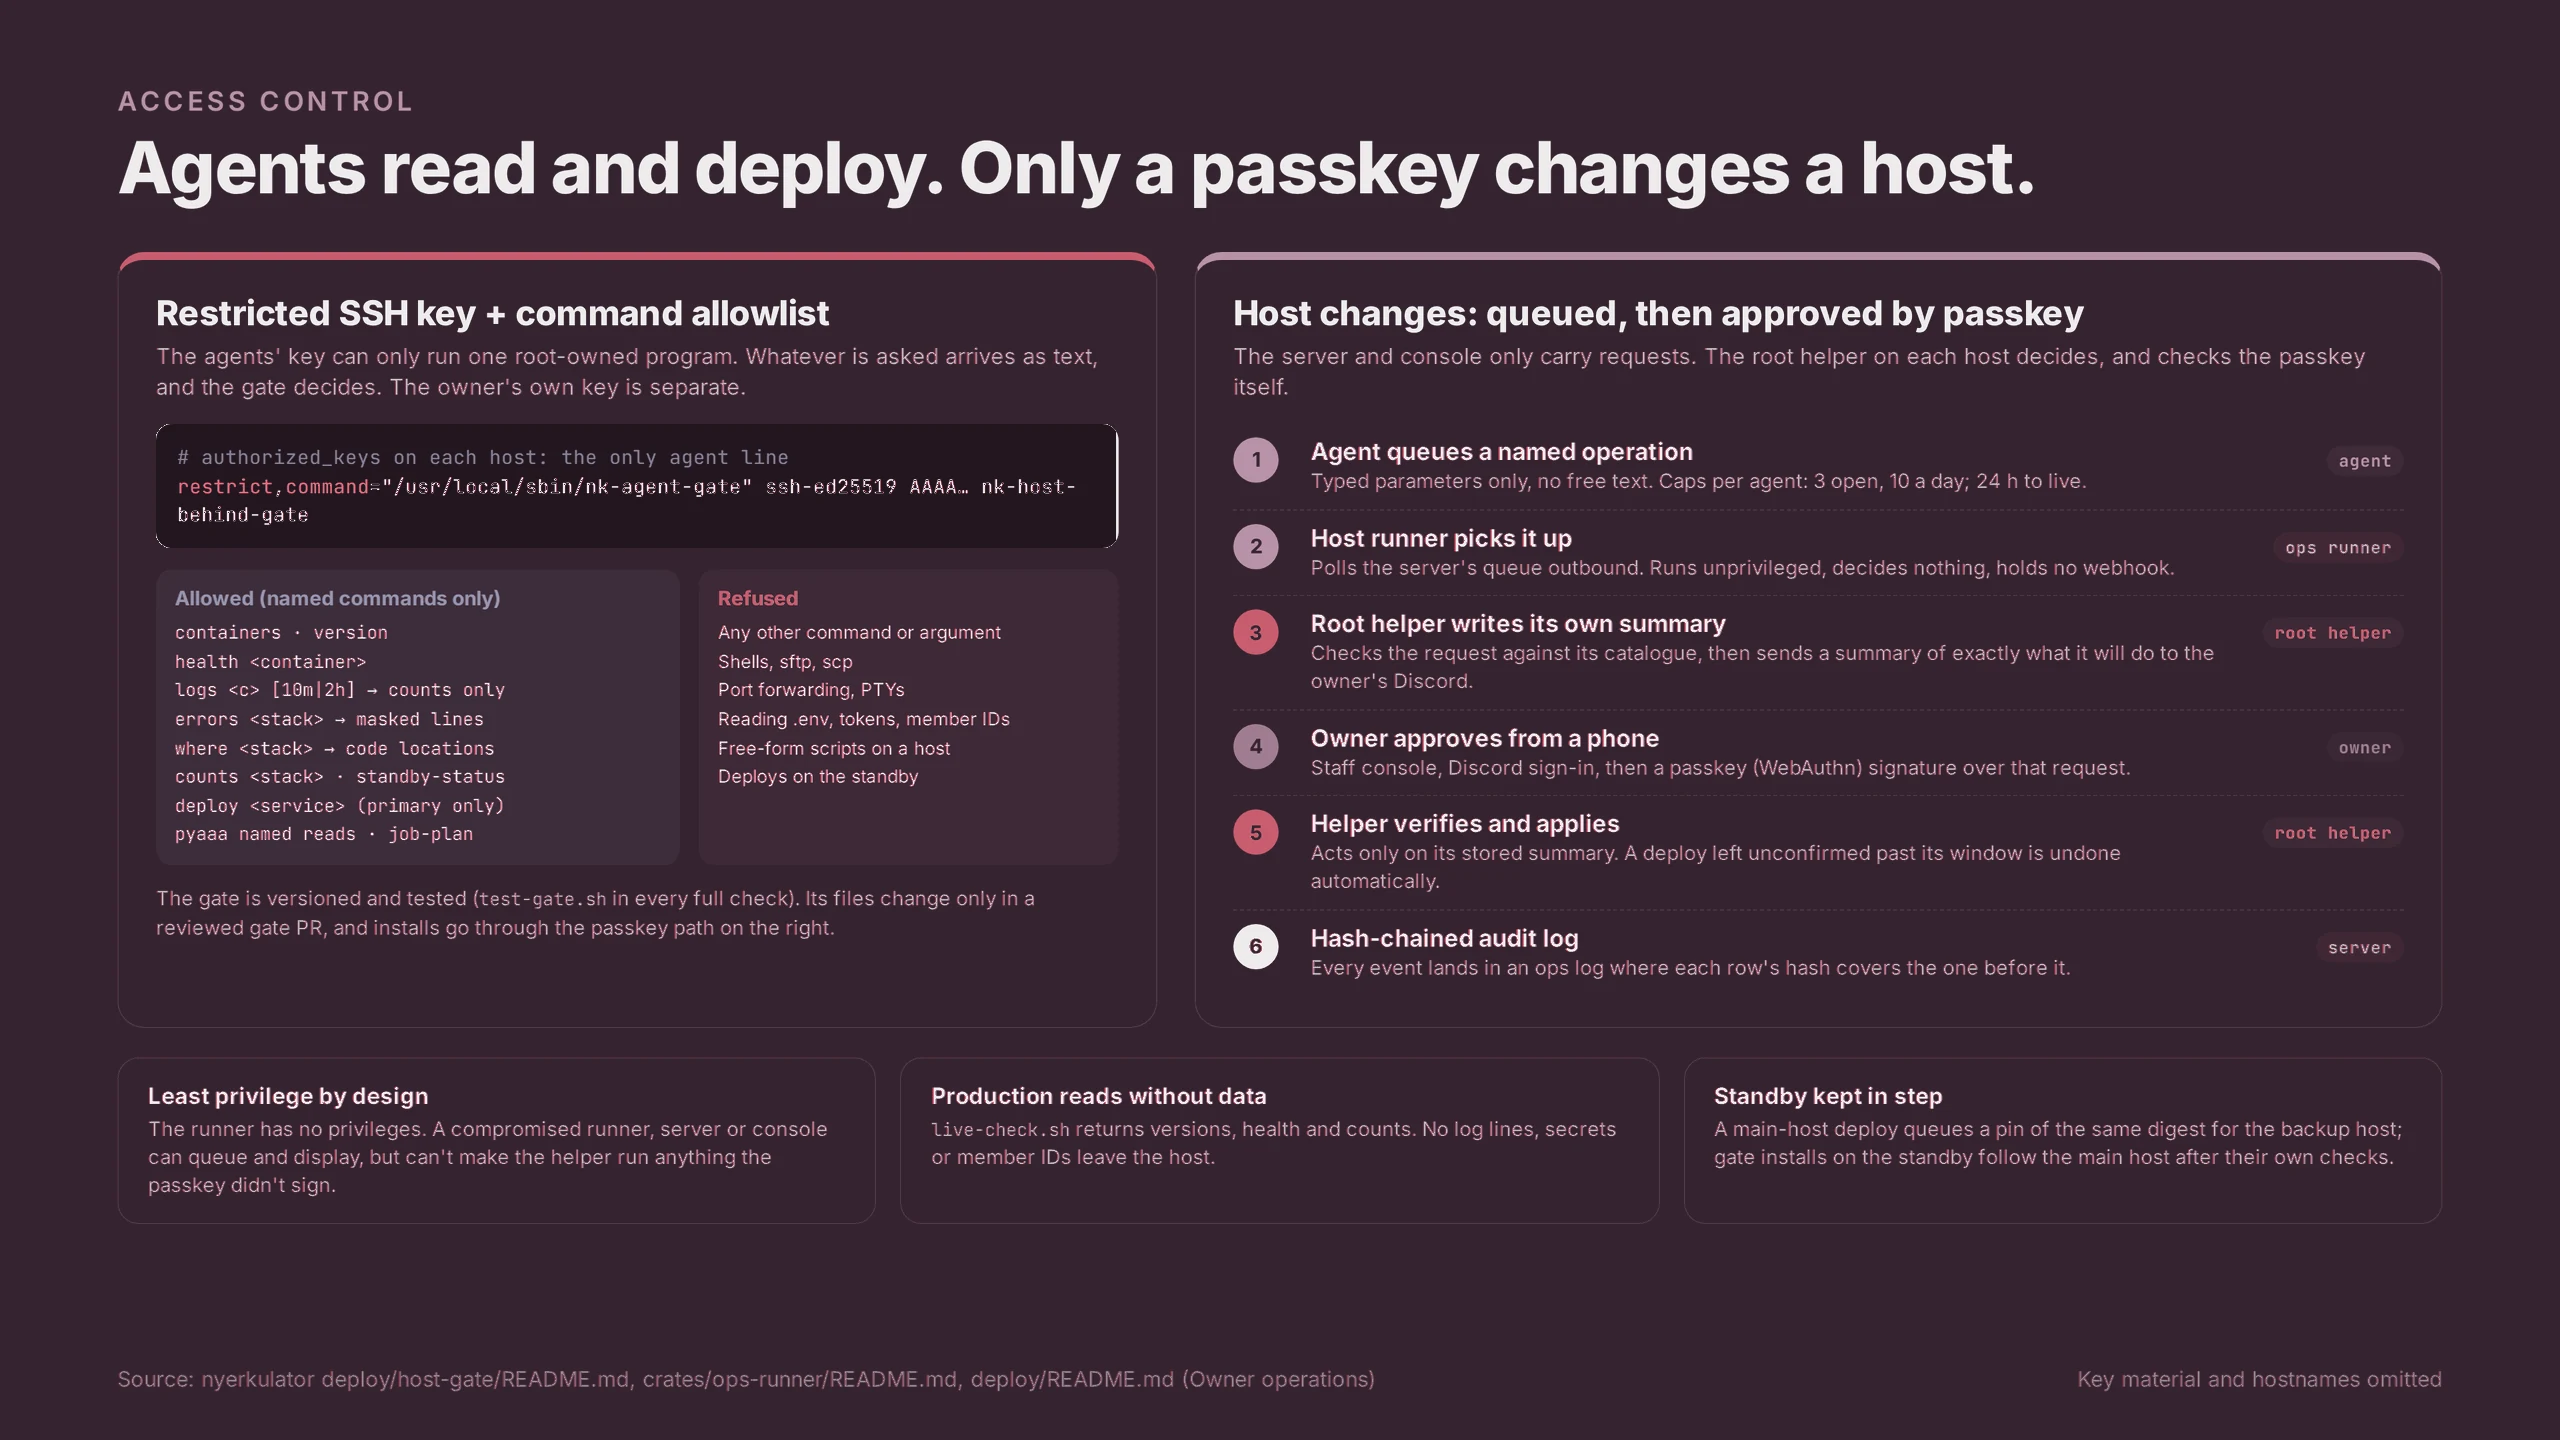 ACCESS CONTROL
Agents read and deploy. Only a passkey changes a host.
Restricted SSH key + command allowlist
The agents' key can only run one root-owned program. Whatever is asked arrives as text,
and the gate decides. The owner's own key is separate.
# authorized_keys on each host: the only agent line
restrict,command="/usr/local/sbin/nk-agent-gate" ssh-ed25519 AAAA… nk-host-
behind-gate
Allowed (named commands only)
containers · version
health <container>
logs <c> [10m|2h] → counts only
errors <stack> → masked lines
where <stack> → code locations
counts <stack> · standby-status
deploy <service> (primary only)
pyaaa named reads · job-plan
Refused
Any other command or argument
Shells, sftp, scp
Port forwarding, PTYs
Reading .env, tokens, member IDs
Free-form scripts on a host
Deploys on the standby
The gate is versioned and tested (test-gate.sh in every full check). Its files change only in a
reviewed gate PR, and installs go through the passkey path on the right.
Host changes: queued, then approved by passkey
The server and console only carry requests. The root helper on each host decides, and checks the passkey
itself.
1
Agent queues a named operation
agent
Typed parameters only, no free text. Caps per agent: 3 open, 10 a day; 24 h to live.
2
Host runner picks it up
ops runner
Polls the server's queue outbound. Runs unprivileged, decides nothing, holds no webhook.
3
Root helper writes its own summary
root helper
Checks the request against its catalogue, then sends a summary of exactly what it will do to the
owner's Discord.
4
Owner approves from a phone
owner
Staff console, Discord sign-in, then a passkey (WebAuthn) signature over that request.
5
Helper verifies and applies
root helper
Acts only on its stored summary. A deploy left unconfirmed past its window is undone
automatically.
6
Hash-chained audit log
server
Every event lands in an ops log where each row's hash covers the one before it.
Least privilege by design
The runner has no privileges. A compromised runner, server or console
can queue and display, but can't make the helper run anything the
passkey didn't sign.
Production reads without data
live-check.sh returns versions, health and counts. No log lines, secrets
or member IDs leave the host.
Standby kept in step
A main-host deploy queues a pin of the same digest for the backup host;
gate installs on the standby follow the main host after their own checks.
Source: nyerkulator deploy/host-gate/README.md, crates/ops-runner/README.md, deploy/README.md (Owner operations)
Key material and hostnames omitted